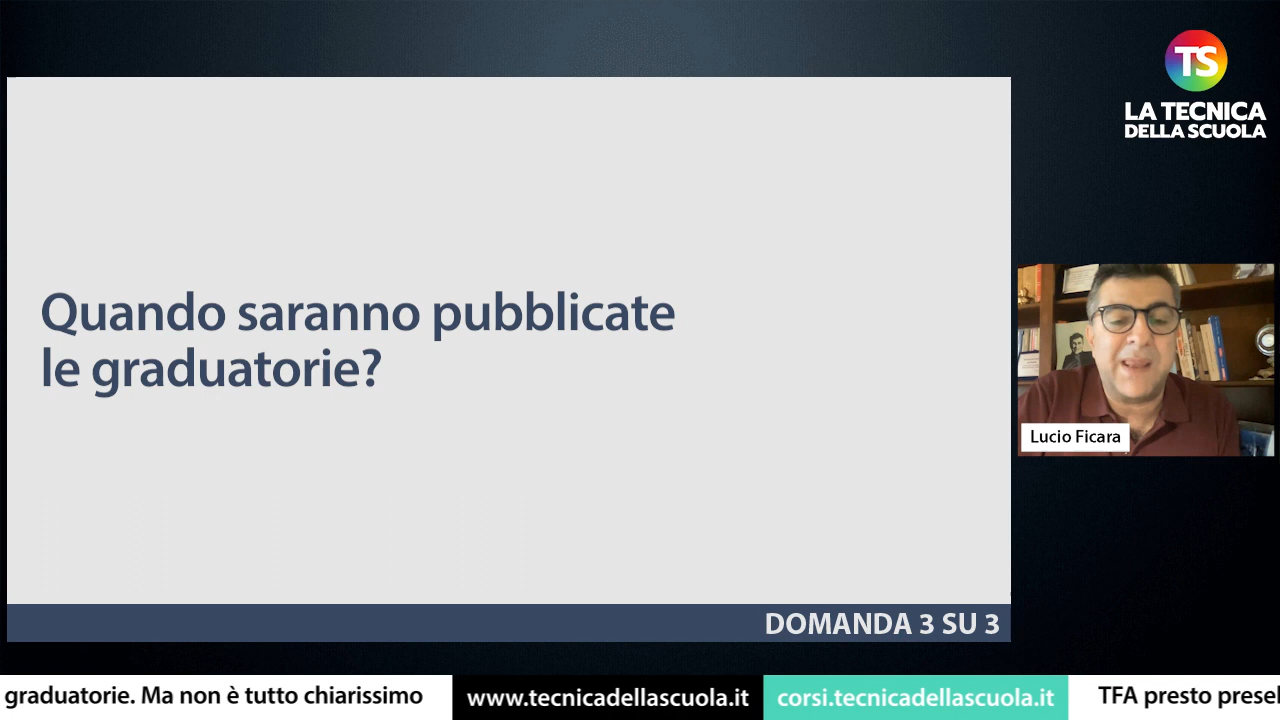 TS
LA TECNICA
DELLA SCUOLA
Quando saranno pubblicate
le graduatorie?
Lucio Ficara
DOMANDA 3 SU 3
graduatorie. Ma non è tutto chiarissimo
www.tecnicadellascuola.it
corsi.tecnicadellascuola.it
TFA presto